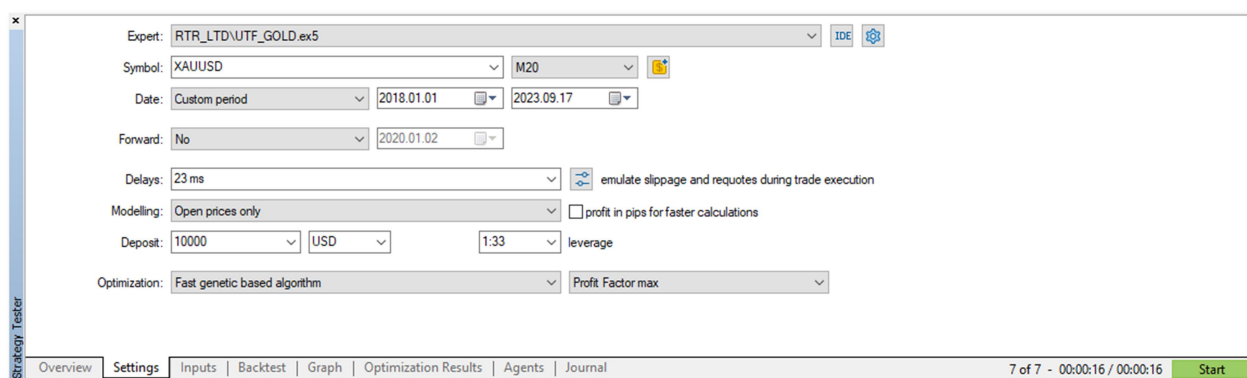 Expert: RTR_LTD\UTF_GOLD.ex5 IDE
Symbol: XAUUSD M20
Date: Custom period 2018.01.01 2023.09.17
Forward: No 2020.01.02
Delays: 23 ms emulate slippage and requotes during trade execution
Modelling: Open prices only profit in pips for faster calculations
Deposit: 10000 USD 1:33 leverage
Optimization: Fast genetic based algorithm Profit Factor max
Strategy Tester
Overview Settings Inputs | Backtest | Graph | Optimization Results | Agents | Journal 7 of 7 - 00:00:16 / 00:00:16 Start